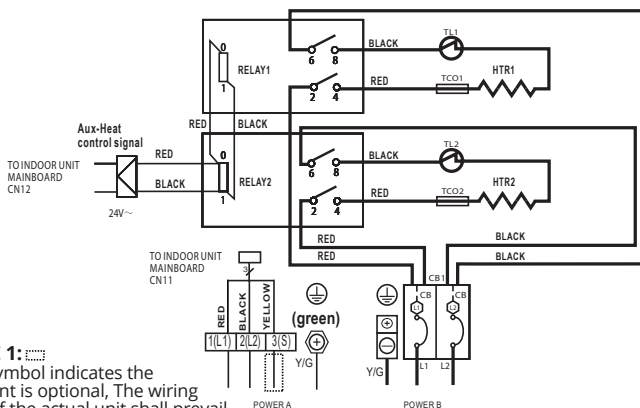 TL1
BLACK
HTR1
6 8
RED
TCO1
0
RELAY1
1
2 4
RED BLACK
Aux-Heat
control signal
TO INDOOR UNIT
MAINBOARD
CN12
RED
BLACK
24V~
0
RELAY2
1
6 8
BLACK
TL2
HTR2
RED
TCO2
2 4
RED
RED
BLACK
BLACK
TO INDOOR UNIT
MAINBOARD
CN11
3
RED
BLACK
YELLOW
(green)
1(L1) 2(L2) 3(S)
Y/G
POWER A
CB1
CB CB
L1 L2
Y/G
L1 L2
POWER B
1:
symbol indicates the
is optional, The wiring
of the actual unit shall prevail